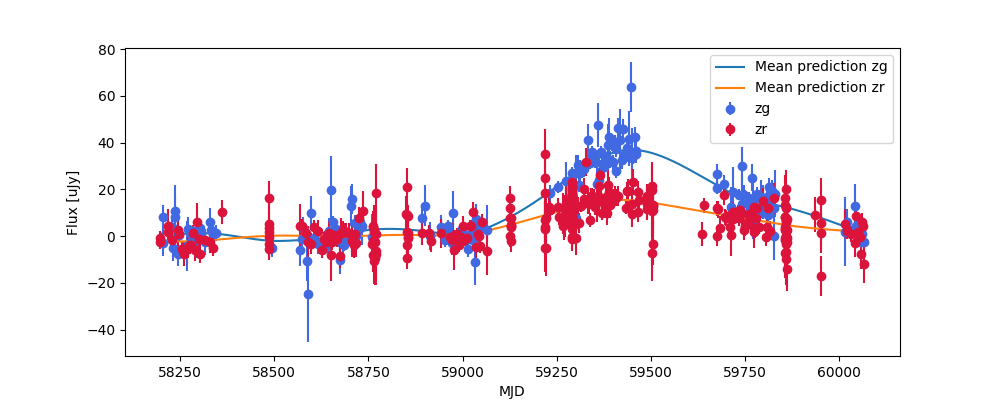 80
60
40
20
0
−20
−40
Flux [uJy]
58250
58500
58750
59000
59250
59500
59750
60000
MJD
Mean prediction zg
Mean prediction zr
zg
zr